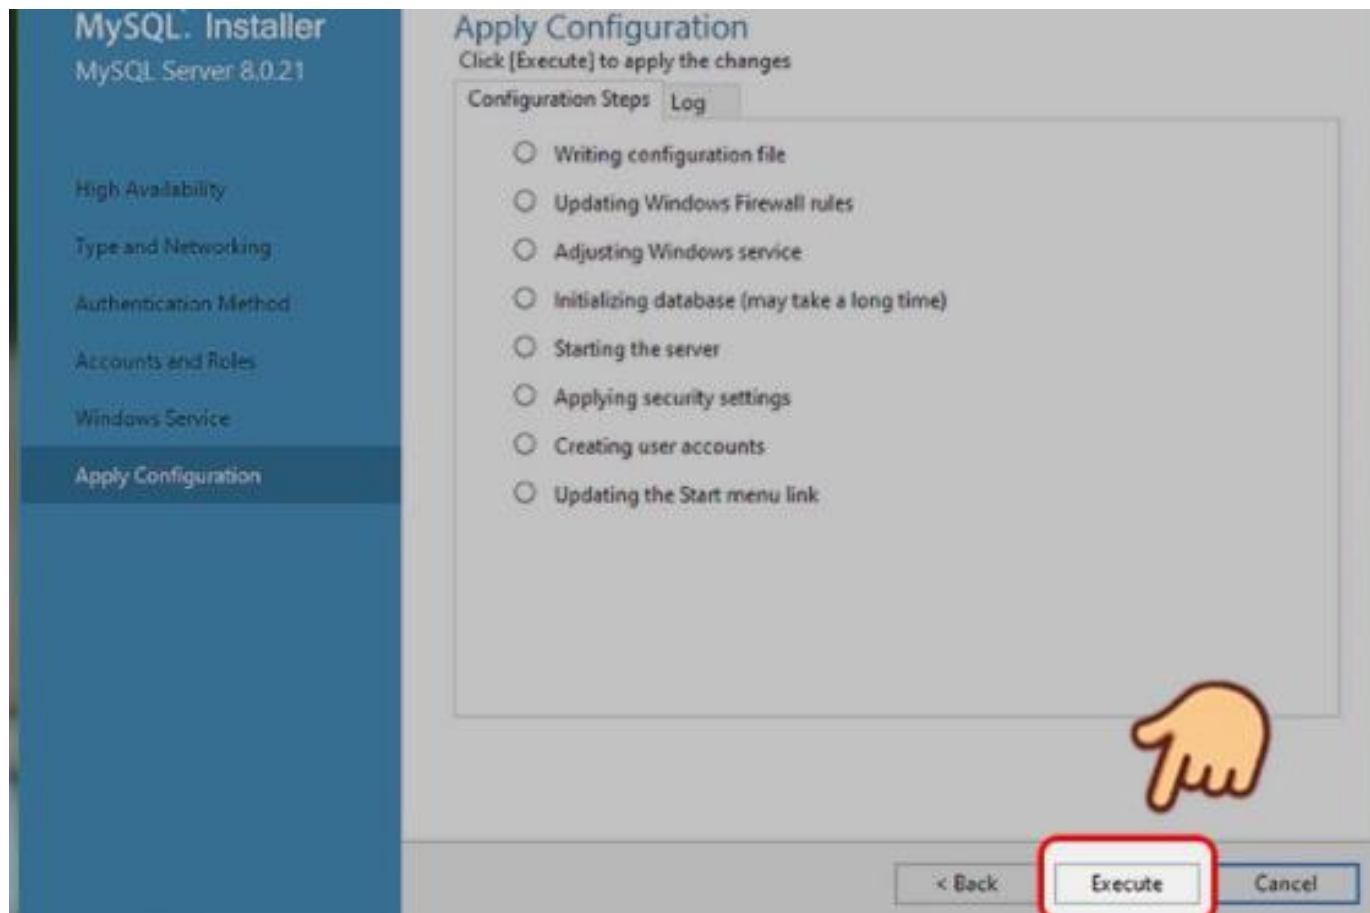 MySQL. Installer
MySQL Server 8.0.21
High Availability
Type and Networking
Authentication Method
Accounts and Roles
Windows Service
Apply Configuration
Apply Configuration
Click [Execute] to apply the changes
Configuration Steps Log
Writing configuration file
Updating Windows Firewall rules
Adjusting Windows service
Initializing database (may take a long time)
Starting the server
Applying security settings
Creating user accounts
Updating the Start menu link
< Back Execute Cancel